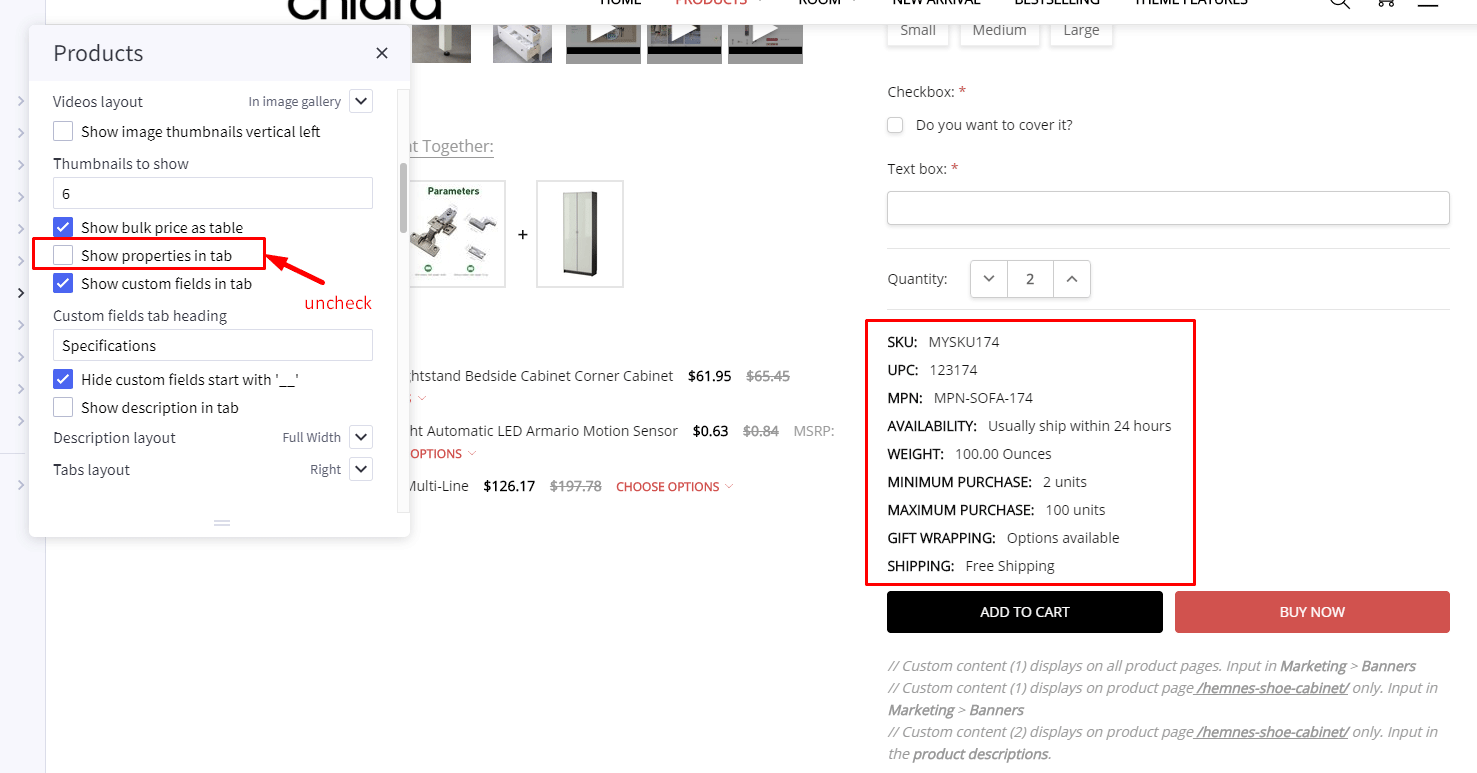 chiara
HOME PRODUCTS ROOM NEW ARRIVAL BESTSELLING THEME FEATURES
Products
Videos layout In image gallery
Show image thumbnails vertical left
Thumbnails to show
6
Show bulk price as table
Show properties in tab
uncheck
Show custom fields in tab
Custom fields tab heading
Specifications
Hide custom fields start with '__'
Show description in tab
Description layout Full Width
Tabs layout Right
t Together:
Parameters
+
htstand Bedside Cabinet Corner Cabinet $61.95 $65.45
ht Automatic LED Armario Motion Sensor $0.63 $0.84 MSRP:
OPTIONS
Multi-Line $126.17 $197.78 CHOOSE OPTIONS
Small Medium Large
Checkbox: *
Do you want to cover it?
Text box: *
Quantity: 2
SKU: MYSKU174
UPC: 123174
MPN: MPN-SOFA-174
AVAILABILITY: Usually ship within 24 hours
WEIGHT: 100.00 Ounces
MINIMUM PURCHASE: 2 units
MAXIMUM PURCHASE: 100 units
GIFT WRAPPING: Options available
SHIPPING: Free Shipping
ADD TO CART BUY NOW
// Custom content (1) displays on all product pages. Input in Marketing > Banners
// Custom content (1) displays on product page /hemnes-shoe-cabinet/ only. Input in
Marketing > Banners
// Custom content (2) displays on product page /hemnes-shoe-cabinet/ only. Input in
the product descriptions.